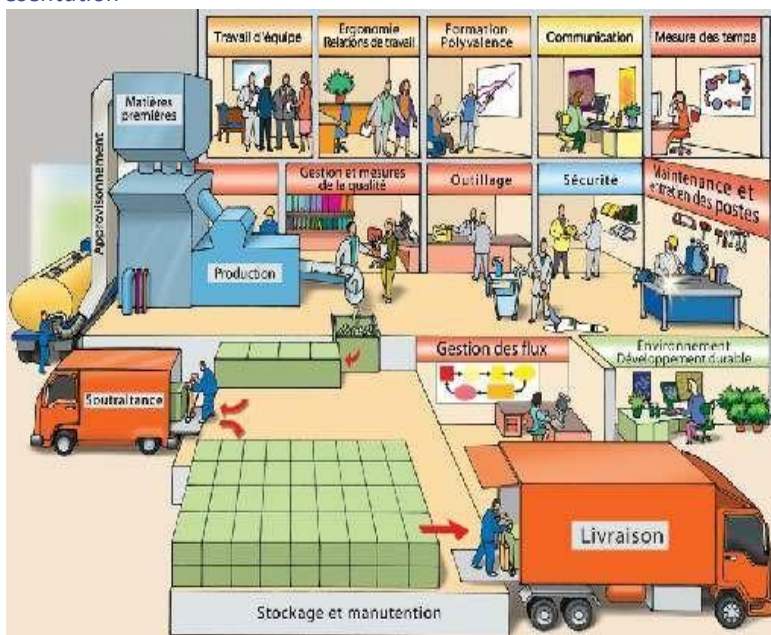 Travail d'équipe
Ergonomie
Relations de travail
Formation
Polyvalence
Communication
Mesure des temps
Matières
premières
Approvisionnement
Gestion et mesures
de la qualité
Outillage
Sécurité
Maintenance et
entretien des postes
Production
Gestion des flux
Environnement
Développement durable
Soutraitance
Livraison
Stockage et manutention